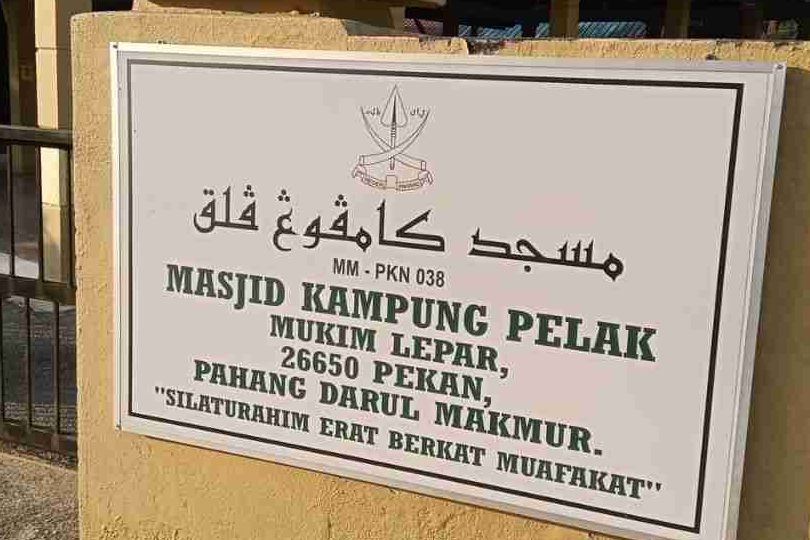 مسجد كامڤوڠ ڤلق
MM - PKN 038
MASJID KAMPUNG PELAK
MUKIM LEPAR,
26650 PEKAN,
PAHANG DARUL MAKMUR.
"SILATURAHIM ERAT BERKAT MUAFAKAT"